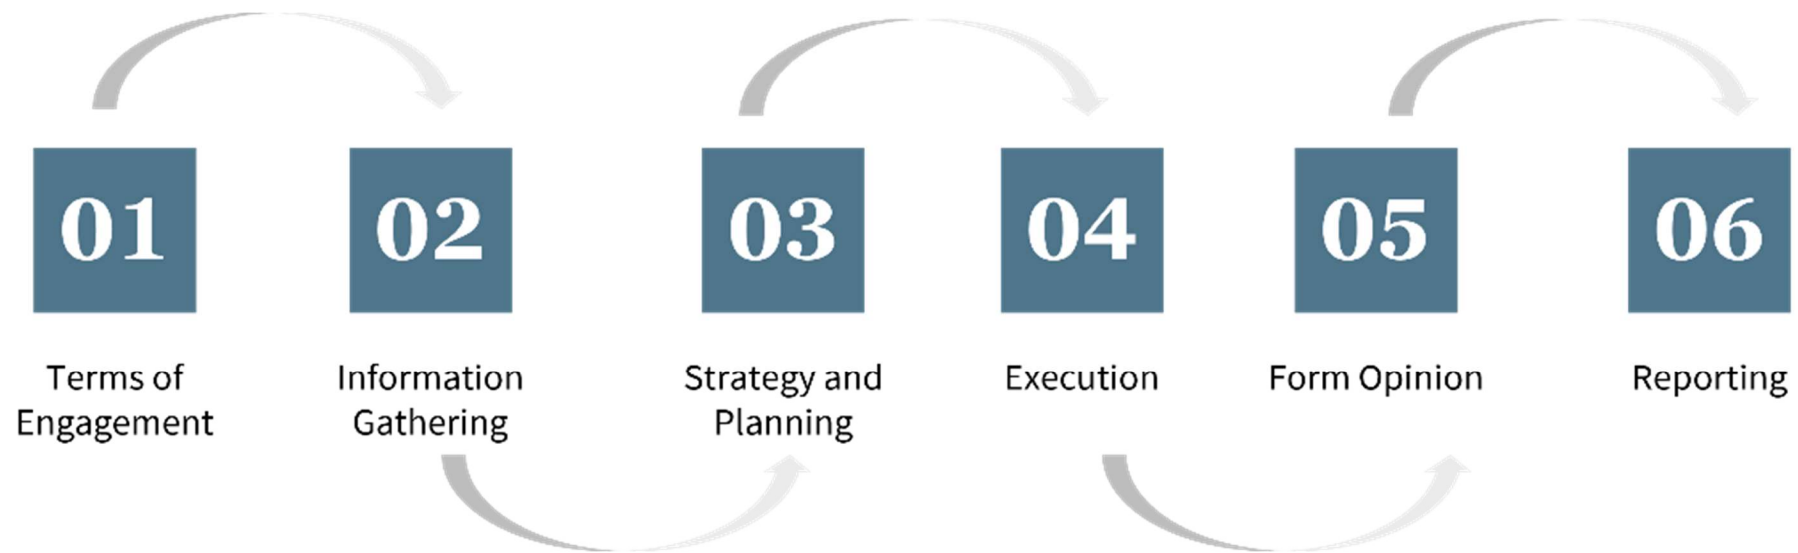 01
02
03
04
05
06
Terms of
Engagement
Information
Gathering
Strategy and
Planning
Execution
Form Opinion
Reporting